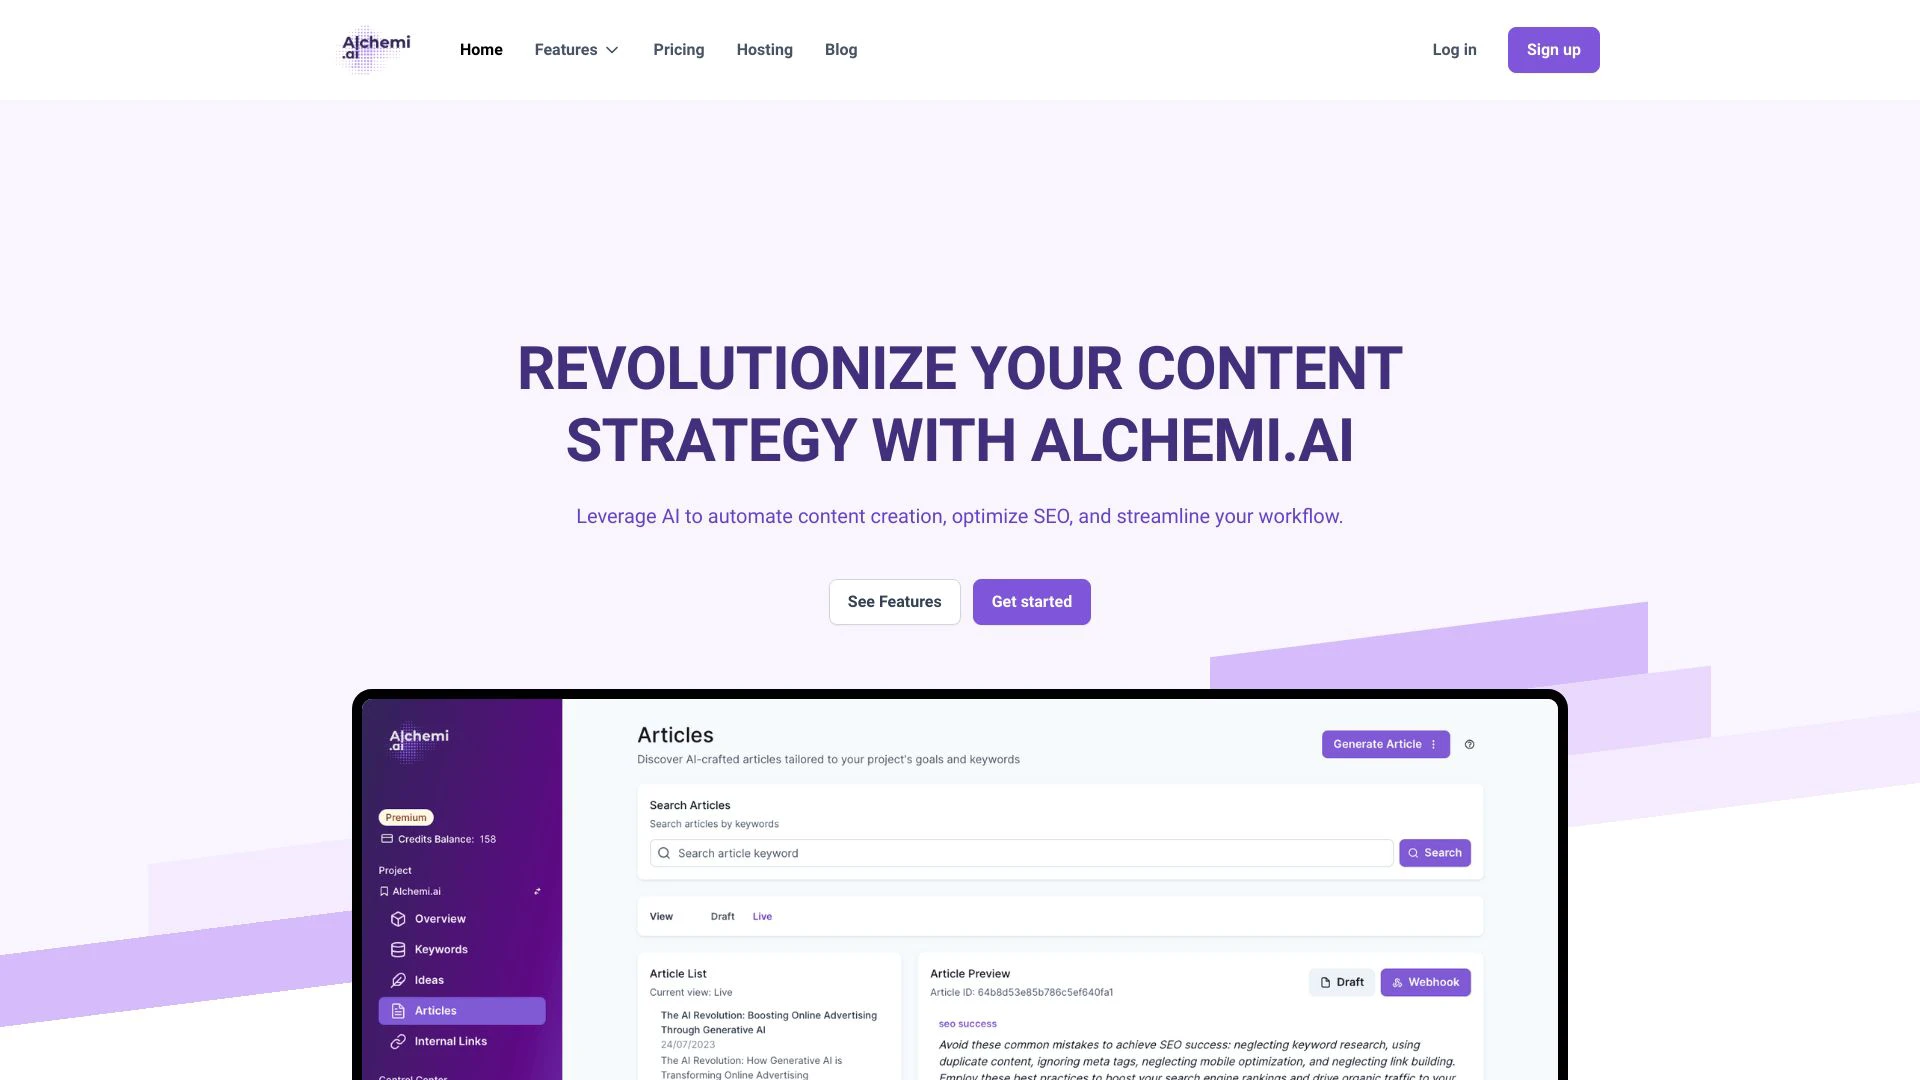 Alchemi
.ai
Home
Features
Pricing
Hosting
Blog
Log in
Sign up
REVOLUTIONIZE YOUR CONTENT
STRATEGY WITH ALCHEMI.AI
Leverage AI to automate content creation, optimize SEO, and streamline your workflow.
See Features
Get started
Alchemi
.ai
Premium
Credits Balance: 158
Project
Alchemi.ai
Overview
Keywords
Ideas
Articles
Internal Links
Control Center
Articles
Discover AI-crafted articles tailored to your project's goals and keywords
Generate Article
Search Articles
Search articles by keywords
Search article keyword
Search
View
Draft
Live
Article List
Current view: Live
The AI Revolution: Boosting Online Advertising
Through Generative AI
24/07/2023
The AI Revolution: How Generative AI is
Transforming Online Advertising
Article Preview
Article ID: 64b8d53e85b786c5ef640fa1
Draft
Webhook
seo success
Avoid these common mistakes to achieve SEO success: neglecting keyword research, using
duplicate content, ignoring meta tags, neglecting mobile optimization, and neglecting link building.
Employ these best practices to boost your search engine rankings and drive organic traffic to your